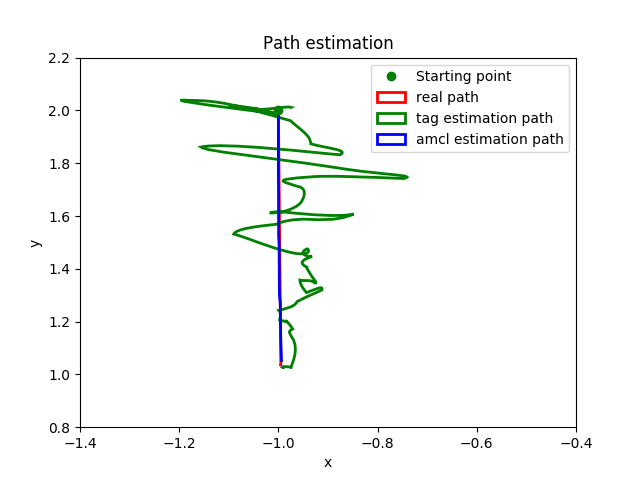 Path estimation
Starting point
real path
tag estimation path
amcl estimation path
2.2
2.0
1.8
1.6
1.4
1.2
1.0
0.8
y
−1.4
−1.2
−1.0
−0.8
−0.6
−0.4
x